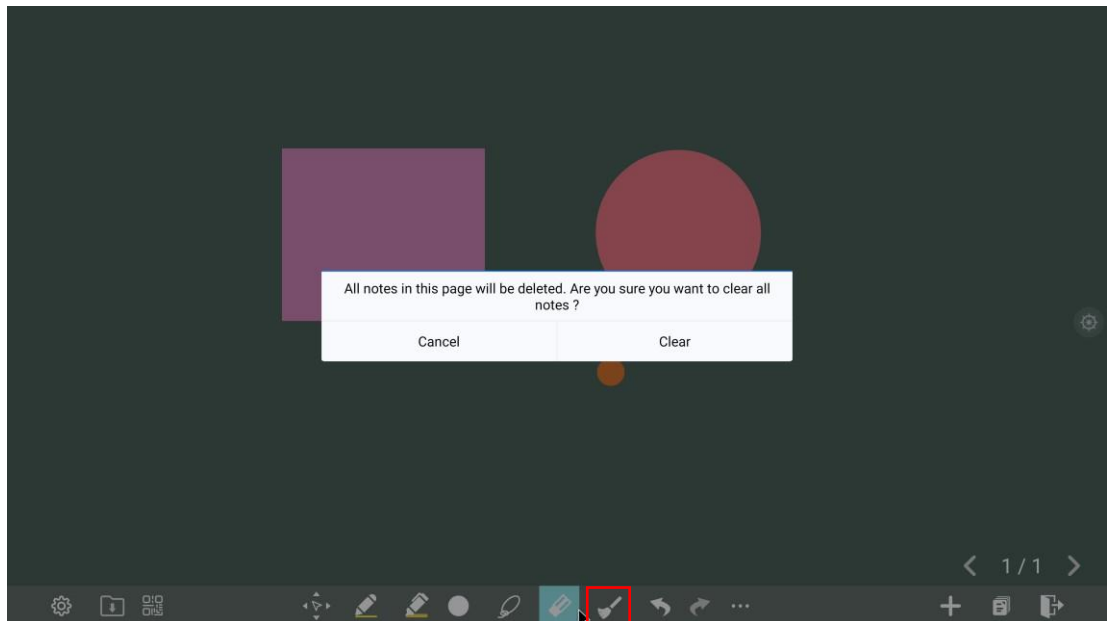 All notes in this page will be deleted. Are you sure you want to clear all
notes ?
Cancel Clear
1 / 1